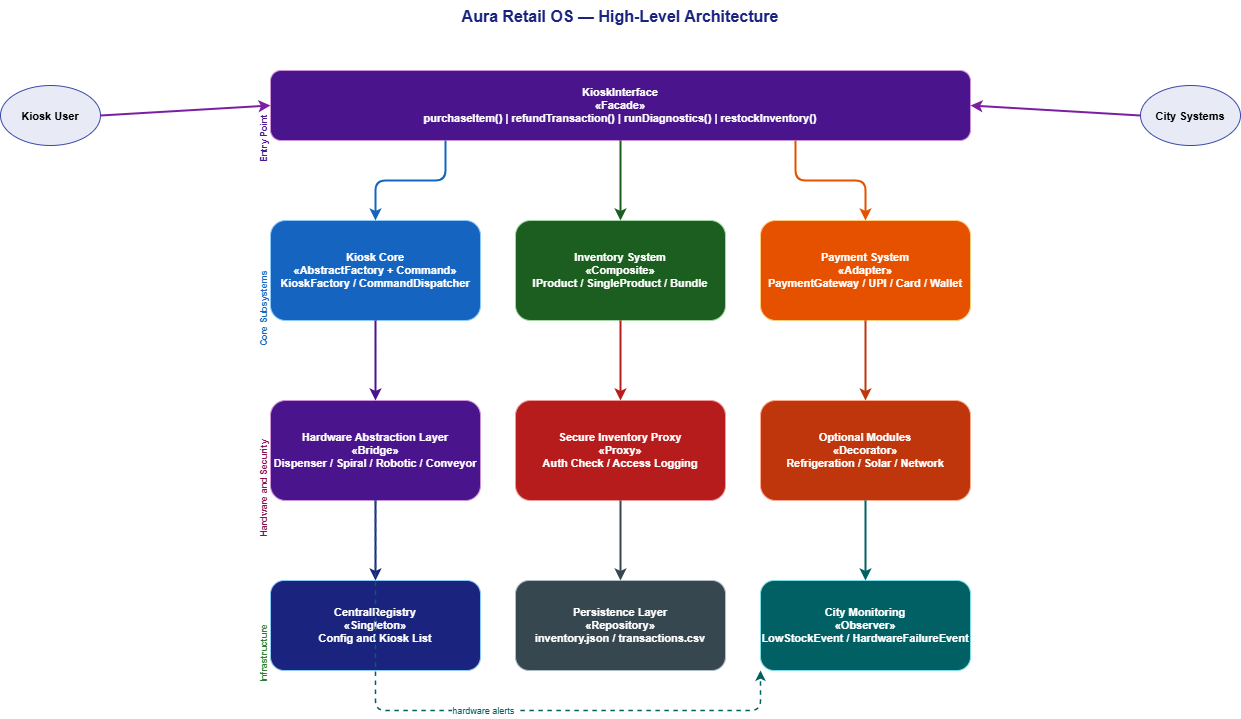 Aura Retail OS — High-Level Architecture
KioskInterface
«Facade»
purchaseItem() | refundTransaction() | runDiagnostics() | restockInventory()
Kiosk User
City Systems
Entry Point
Kiosk Core
«AbstractFactory + Command»
KioskFactory / CommandDispatcher
Inventory System
«Composite»
IProduct / SingleProduct / Bundle
Payment System
«Adapter»
PaymentGateway / UPI / Card / Wallet
Core Subsystems
Hardware Abstraction Layer
«Bridge»
Dispenser / Spiral / Robotic / Conveyor
Secure Inventory Proxy
«Proxy»
Auth Check / Access Logging
Optional Modules
«Decorator»
Refrigeration / Solar / Network
Hardware and Security
CentralRegistry
«Singleton»
Config and Kiosk List
Persistence Layer
«Repository»
inventory.json / transactions.csv
City Monitoring
«Observer»
LowStockEvent / HardwareFailureEvent
Infrastructure
hardware alerts